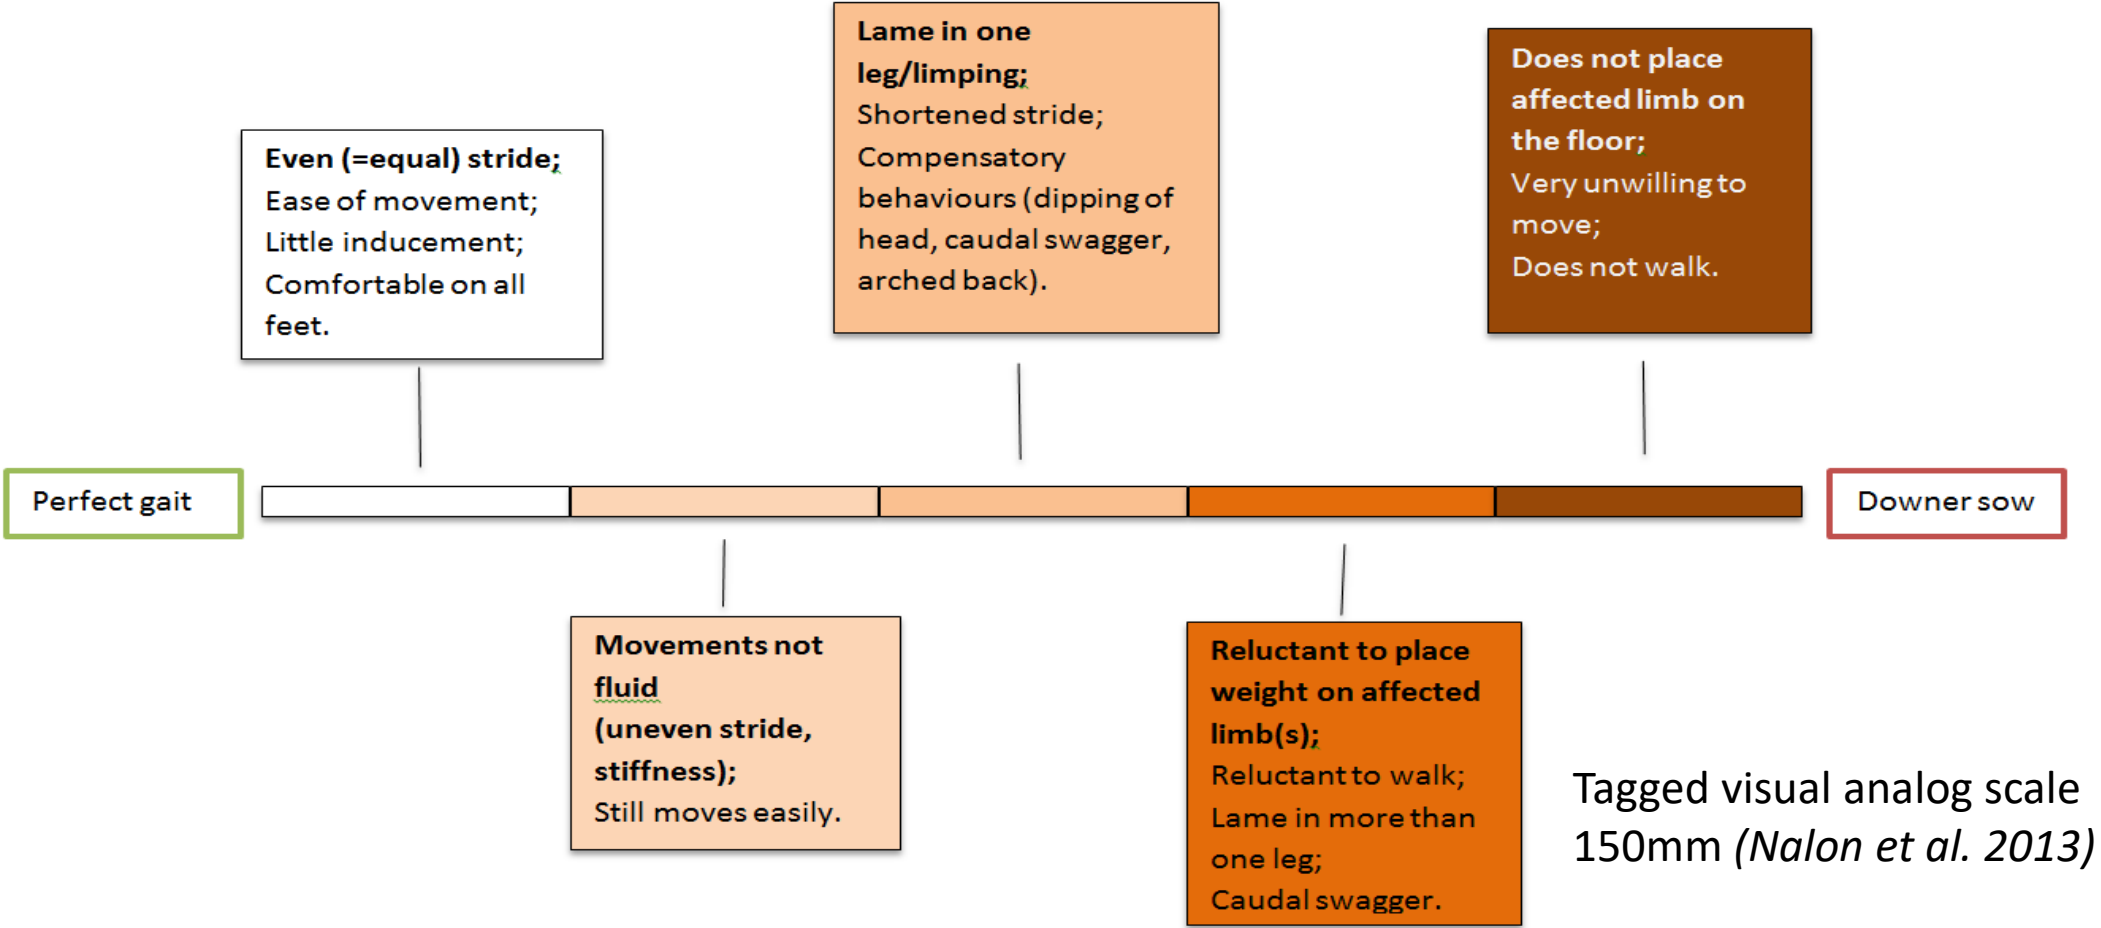 Lame in one
leg/limping;
Shortened stride;
Compensatory
behaviours (dipping of
head, caudal swagger,
arched back).
Does not place
affected limb on
the floor;
Very unwilling to
move;
Does not walk.
Even (=equal) stride;
Ease of movement;
Little inducement;
Comfortable on all
feet.
Perfect gait
Downer sow
Movements not
fluid
(uneven stride,
stiffness);
Still moves easily.
Reluctant to place
weight on affected
limb(s);
Reluctant to walk;
Lame in more than
one leg;
Caudal swagger.
Tagged visual analog scale
150mm (Nalon et al. 2013)